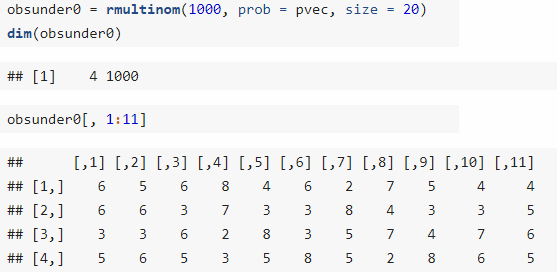 obsunder0 = rmultinom(1000, prob = pvec, size = 20)
dim(obsunder0)
## [1]    4 1000
obsunder0[, 1:11]
##      [,1] [,2] [,3] [,4] [,5] [,6] [,7] [,8] [,9] [,10] [,11]
## [1,]    6    5    6    8    4    6    2    7    5     4     4
## [2,]    6    6    3    7    3    3    8    4    3     3     5
## [3,]    3    3    6    2    8    3    5    7    4     7     6
## [4,]    5    6    5    3    5    8    5    2    8     6     5